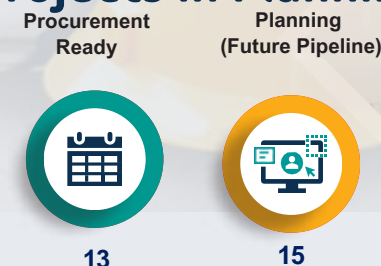 Procurement
Ready
Planning
(Future Pipeline)
13
15